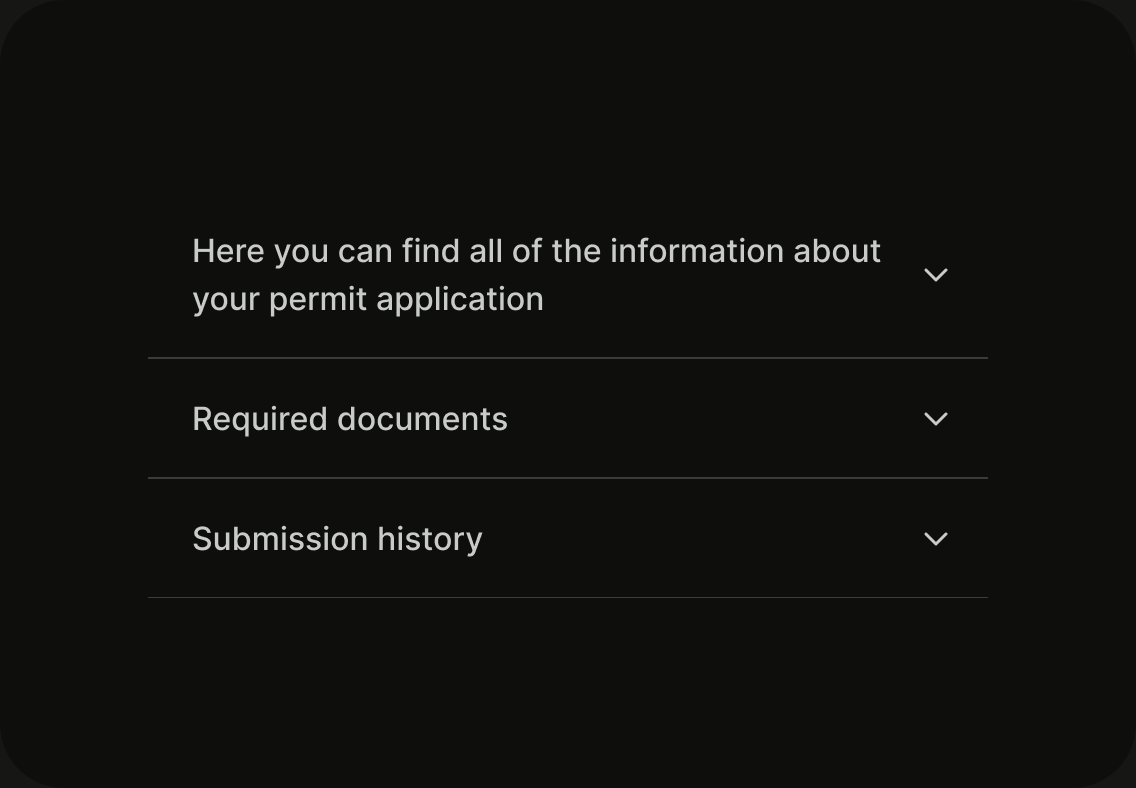 Here you can find all of the information about
your permit application
Required documents
Submission history